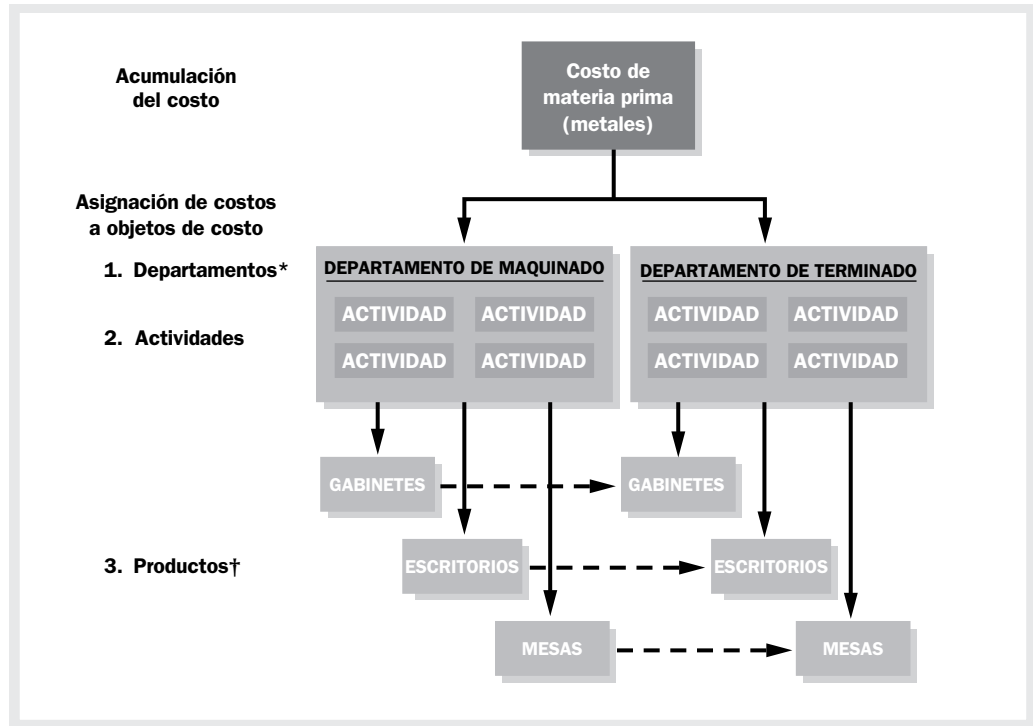 Acumulación
del costo
Costo de
materia prima
(metales)
Asignación de costos
a objetos de costo
1. Departamentos*
DEPARTAMENTO DE MAQUINADO
DEPARTAMENTO DE TERMINADO
ACTIVIDAD ACTIVIDAD
ACTIVIDAD ACTIVIDAD
2. Actividades
ACTIVIDAD ACTIVIDAD
ACTIVIDAD ACTIVIDAD
GABINETES
GABINETES
3. Productos†
ESCRITORIOS
ESCRITORIOS
MESAS
MESAS